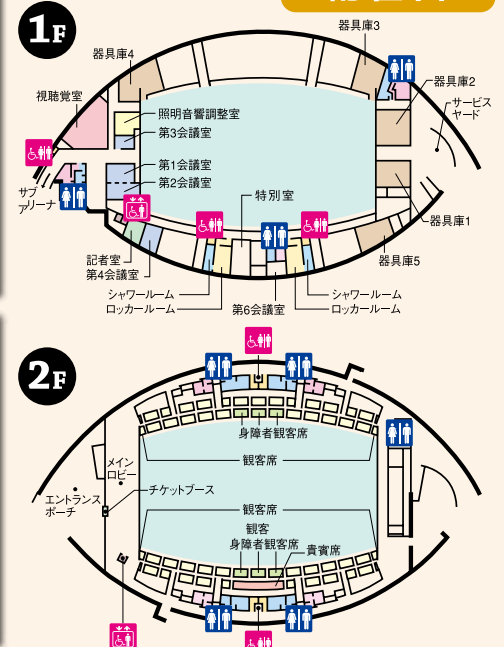 1F
器具庫3
器具庫4
器具庫2
視聴覚室
サービス
ヤード
照明音響調整室
第3会議室
第1会議室
第2会議室
サブ
アリーナ
特別室
器具庫1
記者室
第4会議室
器具庫5
シャワールーム
ロッカールーム
第6会議室
シャワールーム
ロッカールーム
2F
身障者観客席
観客席
メイン
ロビー
エントランス
ポーチ
チケットブース
観客席
観客
身障者観客席
貴賓席